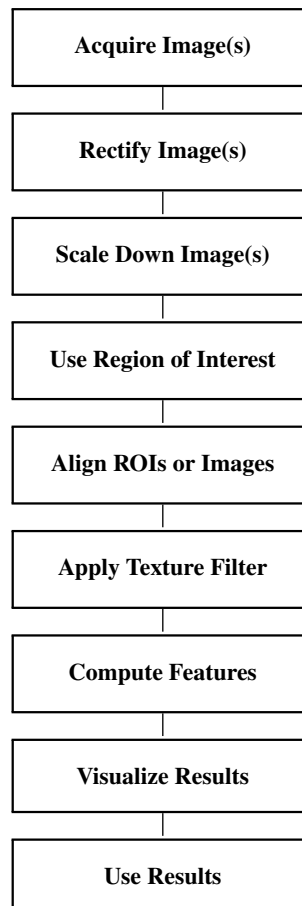 Acquire Image(s)
Rectify Image(s)
Scale Down Image(s)
Use Region of Interest
Align ROIs or Images
Apply Texture Filter
Compute Features
Visualize Results
Use Results